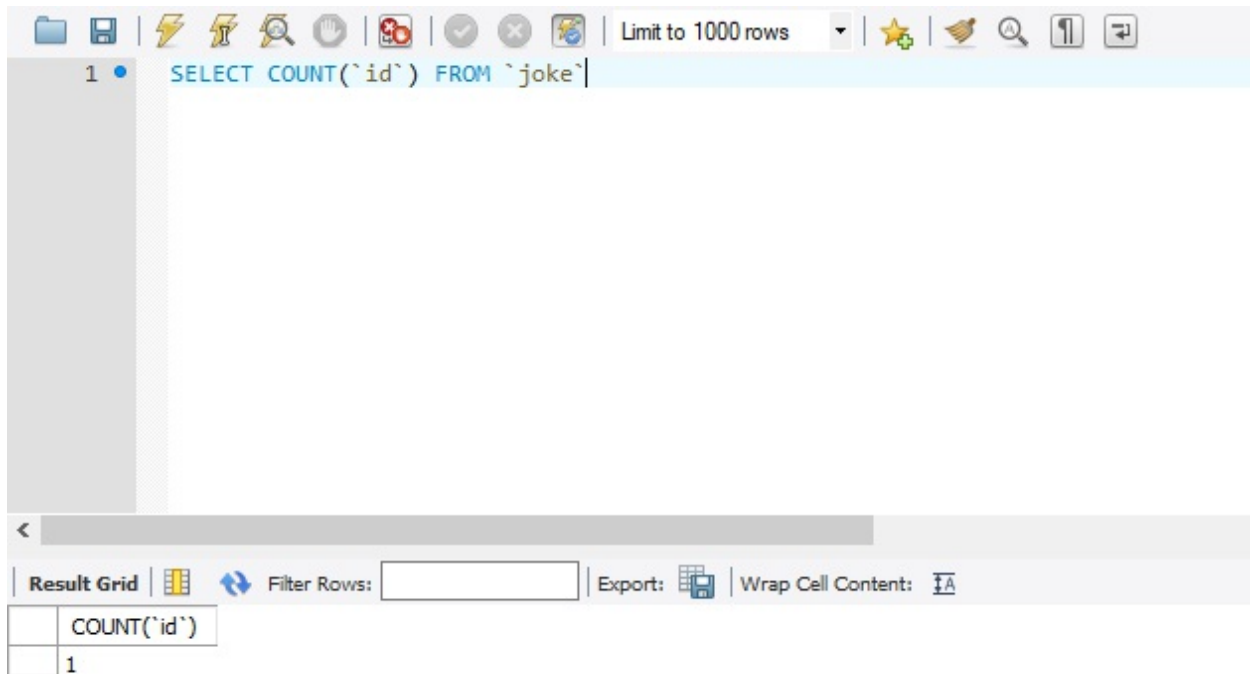 Limit to 1000 rows
1 SELECT COUNT(`id`) FROM `joke`
Result Grid Filter Rows: Export: Wrap Cell Content:
COUNT(`id`)
1